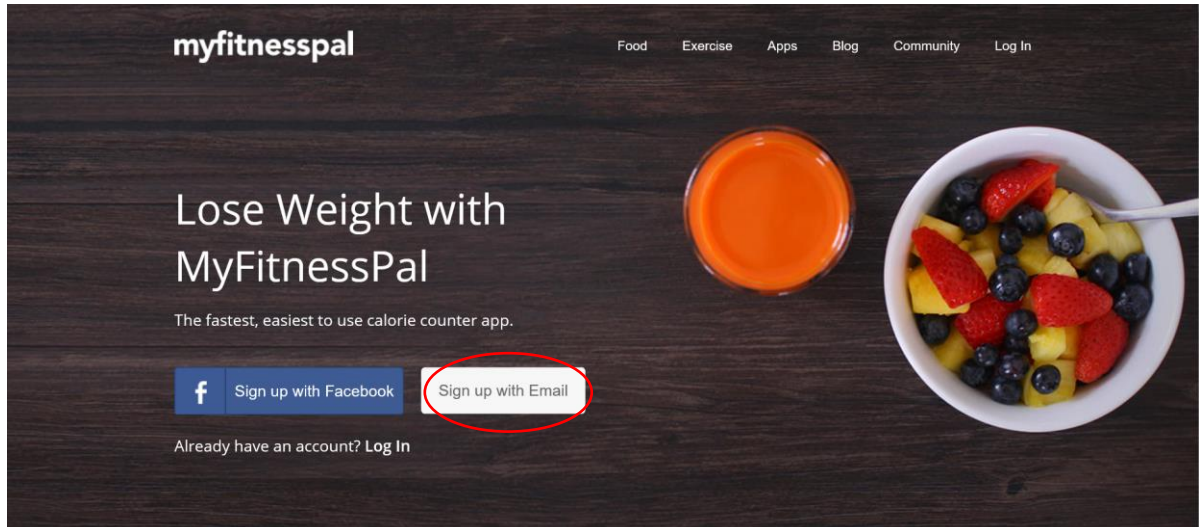 myfitnesspal
Food Exercise Apps Blog Community Log In
Lose Weight with
MyFitnessPal
The fastest, easiest to use calorie counter app.
f Sign up with Facebook Sign up with Email
Already have an account? Log In